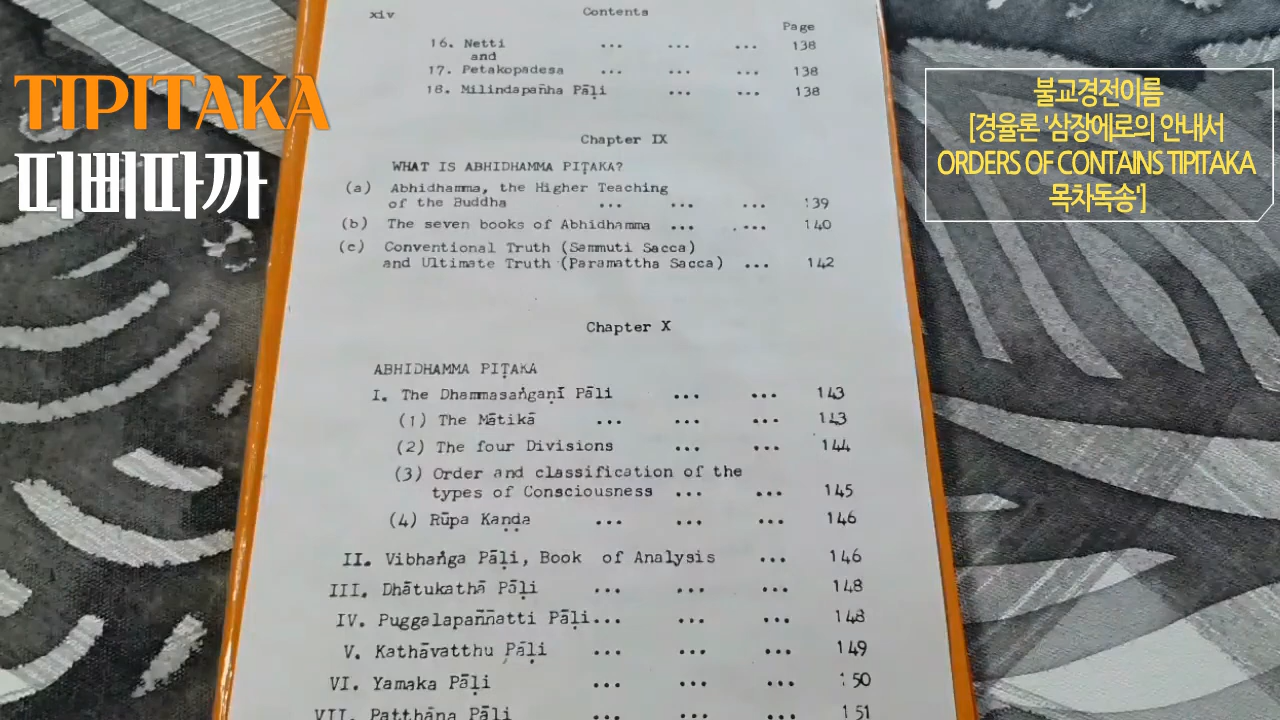 TIPITAKA
띠삐따까
불교경전이름
[경율론 '삼장에로의 안내서
ORDERS OF CONTAINS TIPITAKA
목차독송']
xiv Contents
Page
16. Netti ... ... ... 138
and
17. Petakopadesa ... ... ... 138
18. Milindapañha Pāḷi ... ... 138
Chapter IX
WHAT IS ABHIDHAMMA PIṬAKA?
(a) Abhidhamma, the Higher Teaching
of the Buddha ... ... ... 139
(b) The seven books of Abhidhamma ... ... 140
(c) Conventional Truth (Sammuti Sacca)
and Ultimate Truth (Paramattha Sacca) ... 142
Chapter X
ABHIDHAMMA PIṬAKA
I. The Dhammasaṅgaṇī Pāli ... ... 143
(1) The Mātikā ... ... ... 143
(2) The four Divisions ... ... 144
(3) Order and classification of the
types of Consciousness ... ... 145
(4) Rūpa Kaṇḍa ... ... ... 146
II. Vibhaṅga Pāḷi, Book of Analysis ... 146
III. Dhātukathā Pāḷi ... ... ... 148
IV. Puggalapaññatti Pāḷi... ... ... 148
V. Kathāvatthu Pāḷi ... ... ... 149
VI. Yamaka Pāḷi ... ... ... 150
VII. Paṭṭhāna Pāḷi ... ... ... 151